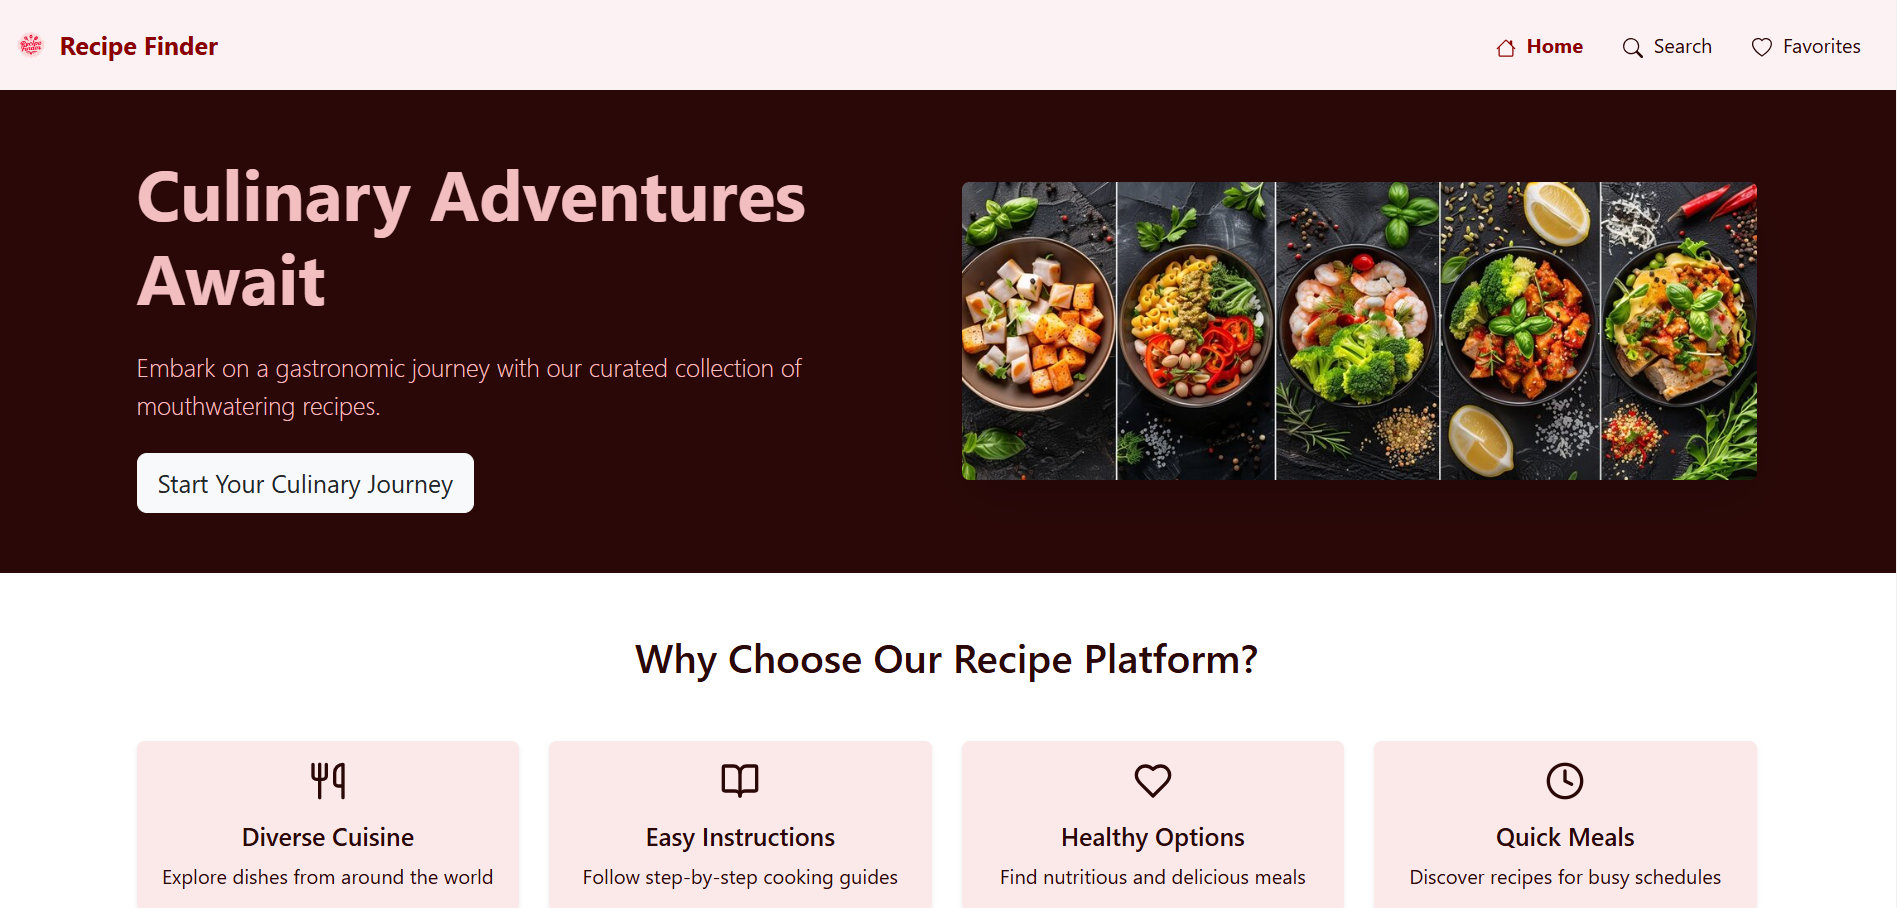 Recipe Finder
Recipe Finder
Home
Search
Favorites
Culinary Adventures
Await
Embark on a gastronomic journey with our curated collection of
mouthwatering recipes.
Start Your Culinary Journey
Why Choose Our Recipe Platform?
Diverse Cuisine
Explore dishes from around the world
Easy Instructions
Follow step-by-step cooking guides
Healthy Options
Find nutritious and delicious meals
Quick Meals
Discover recipes for busy schedules